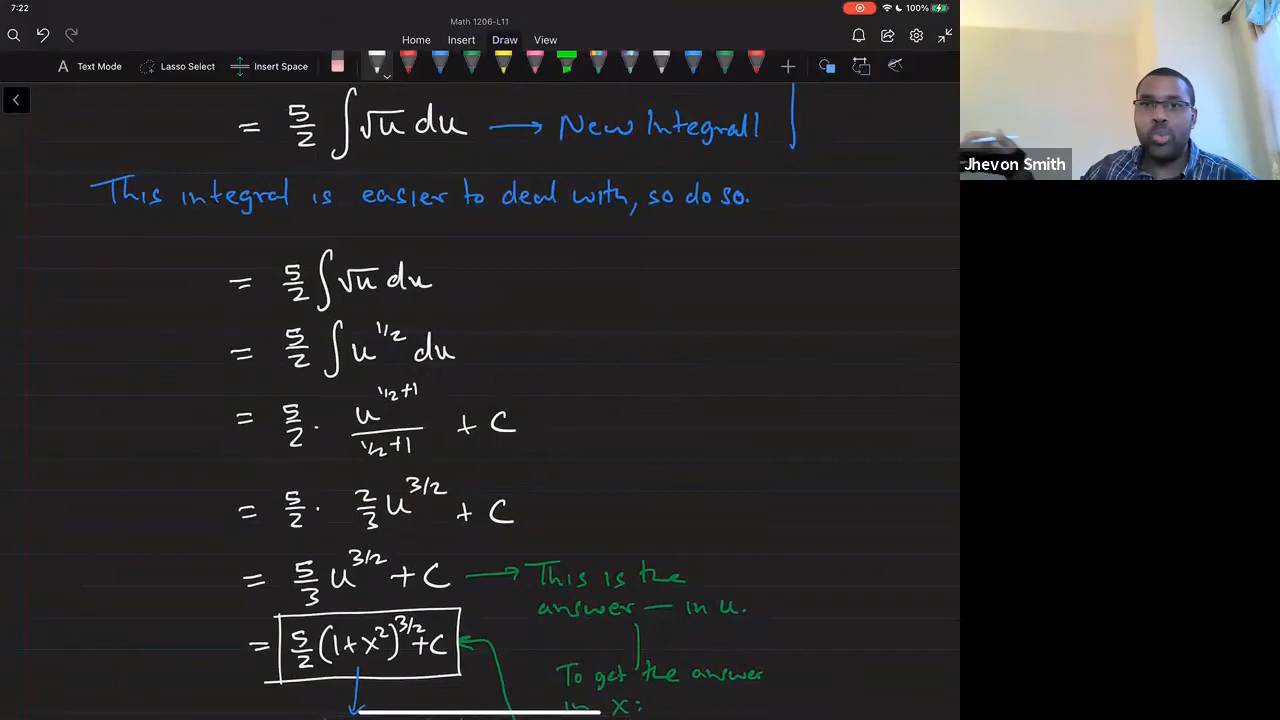 7:22
100%
Math 1206-L11
Home Insert Draw View
Text Mode Lasso Select Insert Space
= 5/2 ∫√u du → New Integral!
This integral is easier to deal with, so do so.
= 5/2 ∫√u du
= 5/2 ∫u^1/2 du
= 5/2 · u^1/2+1 / 1/2+1 + C
= 5/2 · 2/3 u^3/2 + C
= 5/3 u^3/2 + C → This is the
answer — in u.
= 5/2 (1+x²)^3/2 + C
To get the answer
in x:
Jhevon Smith